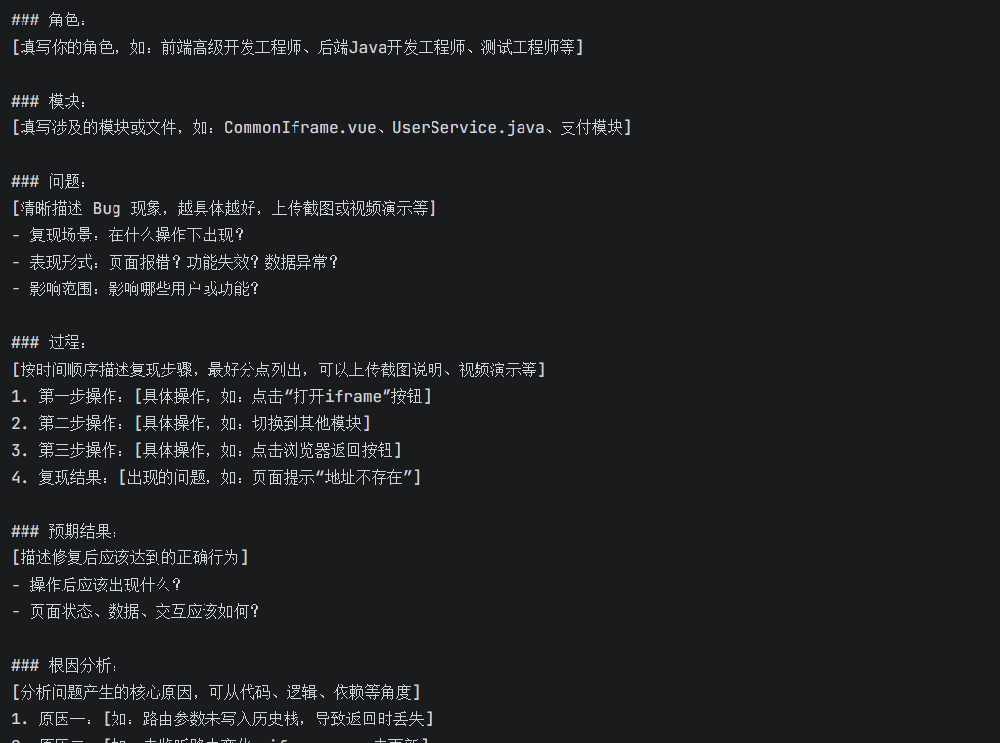 ### 角色：
[填写你的角色，如：前端高级开发工程师、后端Java开发工程师、测试工程师等]
### 模块：
[填写涉及的模块或文件，如：CommonIframe.vue、UserService.java、支付模块]
### 问题：
[清晰描述 Bug 现象，越具体越好，上传截图或视频演示等]
- 复现场景：在什么操作下出现？
- 表现形式：页面报错？功能失效？数据异常？
- 影响范围：影响哪些用户或功能？
### 过程：
[按时间顺序描述复现步骤，最好分点列出，可以上传截图说明、视频演示等]
1. 第一步操作：[具体操作，如：点击“打开iframe”按钮]
2. 第二步操作：[具体操作，如：切换到其他模块]
3. 第三步操作：[具体操作，如：点击浏览器返回按钮]
4. 复现结果：[出现的问题，如：页面提示“地址不存在”]
### 预期结果：
[描述修复后应该达到的正确行为]
- 操作后应该出现什么？
- 页面状态、数据、交互应该如何？
### 根因分析：
[分析问题产生的核心原因，可从代码、逻辑、依赖等角度]
1. 原因一：[如：路由参数未写入历史栈，导致返回时丢失]